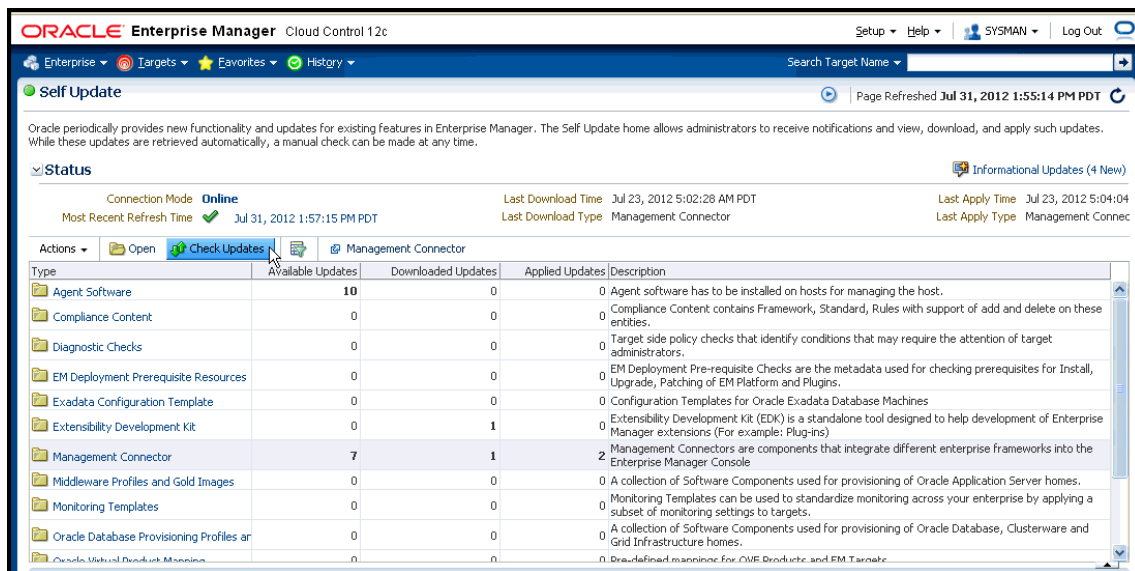 ORACLE Enterprise Manager Cloud Control 12c
Setup Help SYSMAN Log Out
Enterprise Targets Favorites History Search Target Name
Self Update Page Refreshed Jul 31, 2012 1:55:14 PM PDT
Oracle periodically provides new functionality and updates for existing features in Enterprise Manager. The Self Update home allows administrators to receive notifications and view, download, and apply such updates.
While these updates are retrieved automatically, a manual check can be made at any time.
Status Informational Updates (4 New)
Connection Mode Online Last Download Time Jul 23, 2012 5:02:28 AM PDT Last Apply Time Jul 23, 2012 5:04:04
Most Recent Refresh Time Jul 31, 2012 1:57:15 PM PDT Last Download Type Management Connector Last Apply Type Management Connec
Actions Open Check Updates Management Connector
Type Available Updates Downloaded Updates Applied Updates Description
Agent Software 10 0 0 Agent software has to be installed on hosts for managing the host.
Compliance Content 0 0 0 Compliance Content contains Framework, Standard, Rules with support of add and delete on these
entities.
Diagnostic Checks 0 0 0 Target side policy checks that identify conditions that may require the attention of target
administrators.
EM Deployment Prerequisite Resources 0 0 0 EM Deployment Pre-requisite Checks are the metadata used for checking prerequisites for Install,
Upgrade, Patching of EM Platform and Plugins.
Exadata Configuration Template 0 0 0 Configuration Templates for Oracle Exadata Database Machines
Extensibility Development Kit 0 1 0 Extensibility Development Kit (EDK) is a standalone tool designed to help development of Enterprise
Manager extensions (For example: Plug-ins)
Management Connector 7 1 2 Management Connectors are components that integrate different enterprise frameworks into the
Enterprise Manager Console
Middleware Profiles and Gold Images 0 0 0 A collection of Software Components used for provisioning of Oracle Application Server homes.
Monitoring Templates 0 0 0 Monitoring Templates can be used to standardize monitoring across your enterprise by applying a
subset of monitoring settings to targets.
Oracle Database Provisioning Profiles ar 0 0 0 A collection of Software Components used for provisioning of Oracle Database, Clusterware and
Grid Infrastructure homes.
Oracle Virtual Product Mapping 0 0 0 Pre-defined mappings for OVF Products and EM Targets